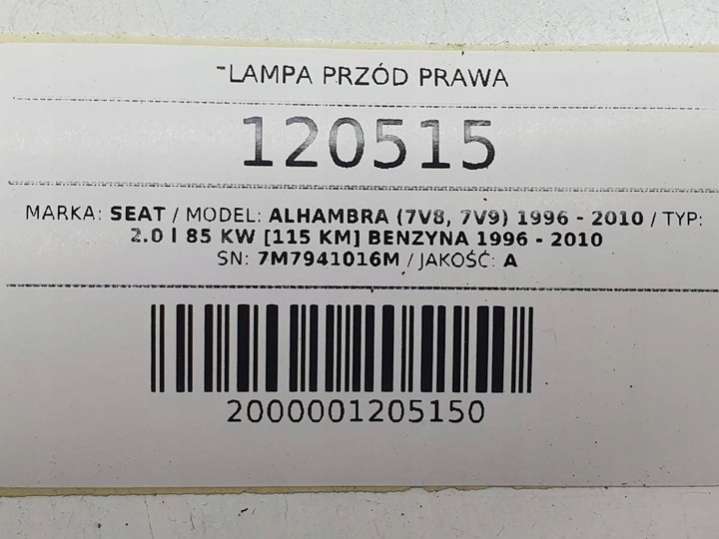 LAMPA PRZÓD PRAWA
120515
MARKA: SEAT / MODEL: ALHAMBRA (7V8, 7V9) 1996 - 2010 / TYP:
2.0 l 85 KW [115 KM] BENZYNA 1996 - 2010
SN: 7M7941016M / JAKOŚĆ: A
2000001205150